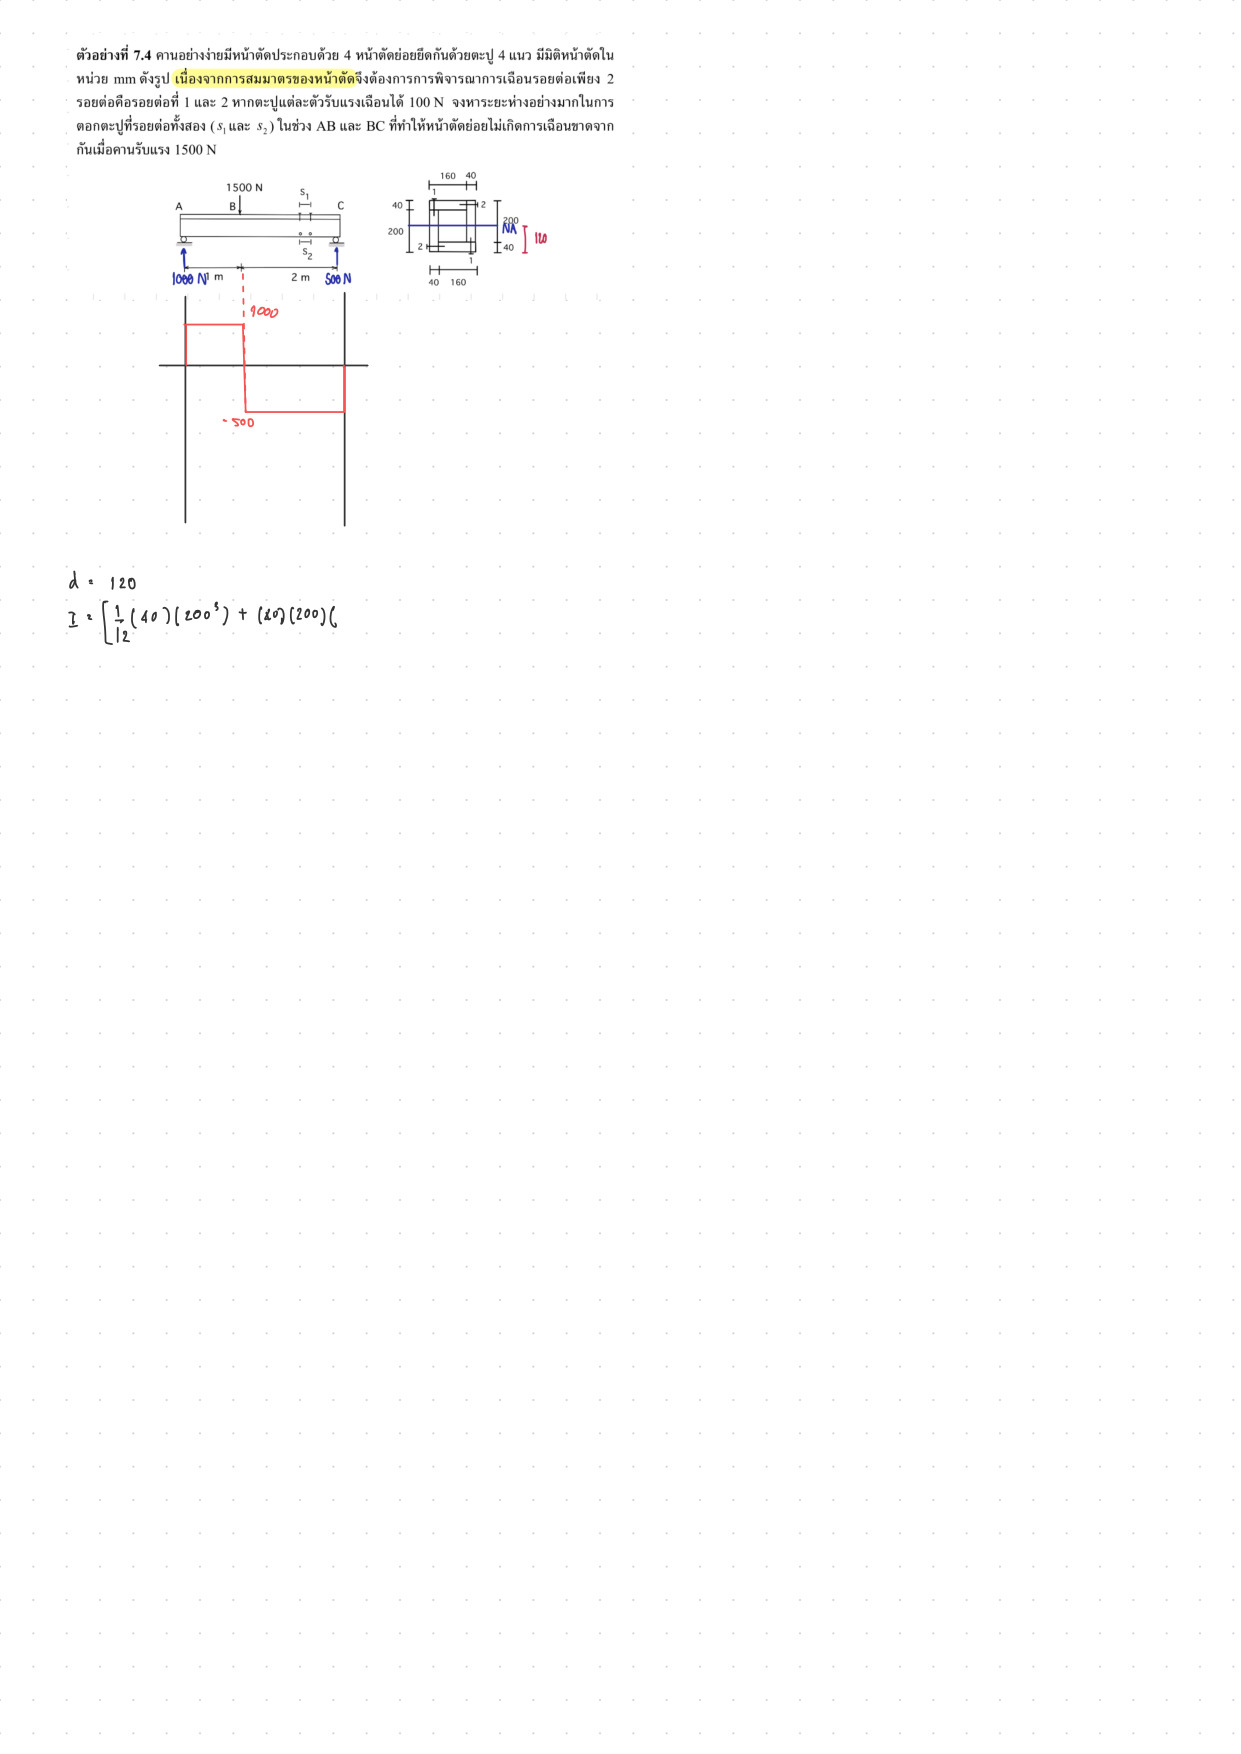 ตัวอย่างที่ 7.4 คานอย่างง่ายมีหน้าตัดประกอบด้วย 4 หน้าตัดย่อยยึดกันด้วยตะปู 4 แนว มีมิติหน้าตัดใน
หน่วย mm ดังรูป เนื่องจากการสมมาตรของหน้าตัดจึงต้องการการพิจารณาการเฉือนรอยต่อเพียง 2
รอยต่อคือรอยต่อที่ 1 และ 2 หากตะปูแต่ละตัวรับแรงเฉือนได้ 100 N จงหาระยะห่างอย่างมากในการ
ตอกตะปูที่รอยต่อทั้งสอง (s₁ และ s₂) ในช่วง AB และ BC ที่ทำให้หน้าตัดย่อยไม่เกิดการเฉือนขาดจาก
กันเมื่อคานรับแรง 1500 N
160 40
1500 N
S₁
1
A B C
40 2
200
200 NA 120
2 40
S₂
1
1000 N 1 m 2 m 500 N
40 160
1000
- 500
d = 120
I = [1/12 (40)(200³) + (40)(200)(